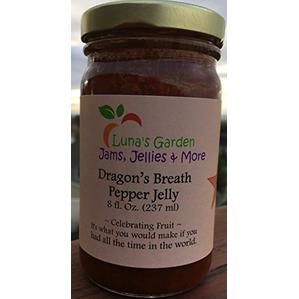 Luna's Garden
Jams, Jellies & More
Dragon's Breath
Pepper Jelly
8 fl. Oz. (237 ml)
~ Celebrating Fruit ~
It's what you would make if you
had all the time in the world.